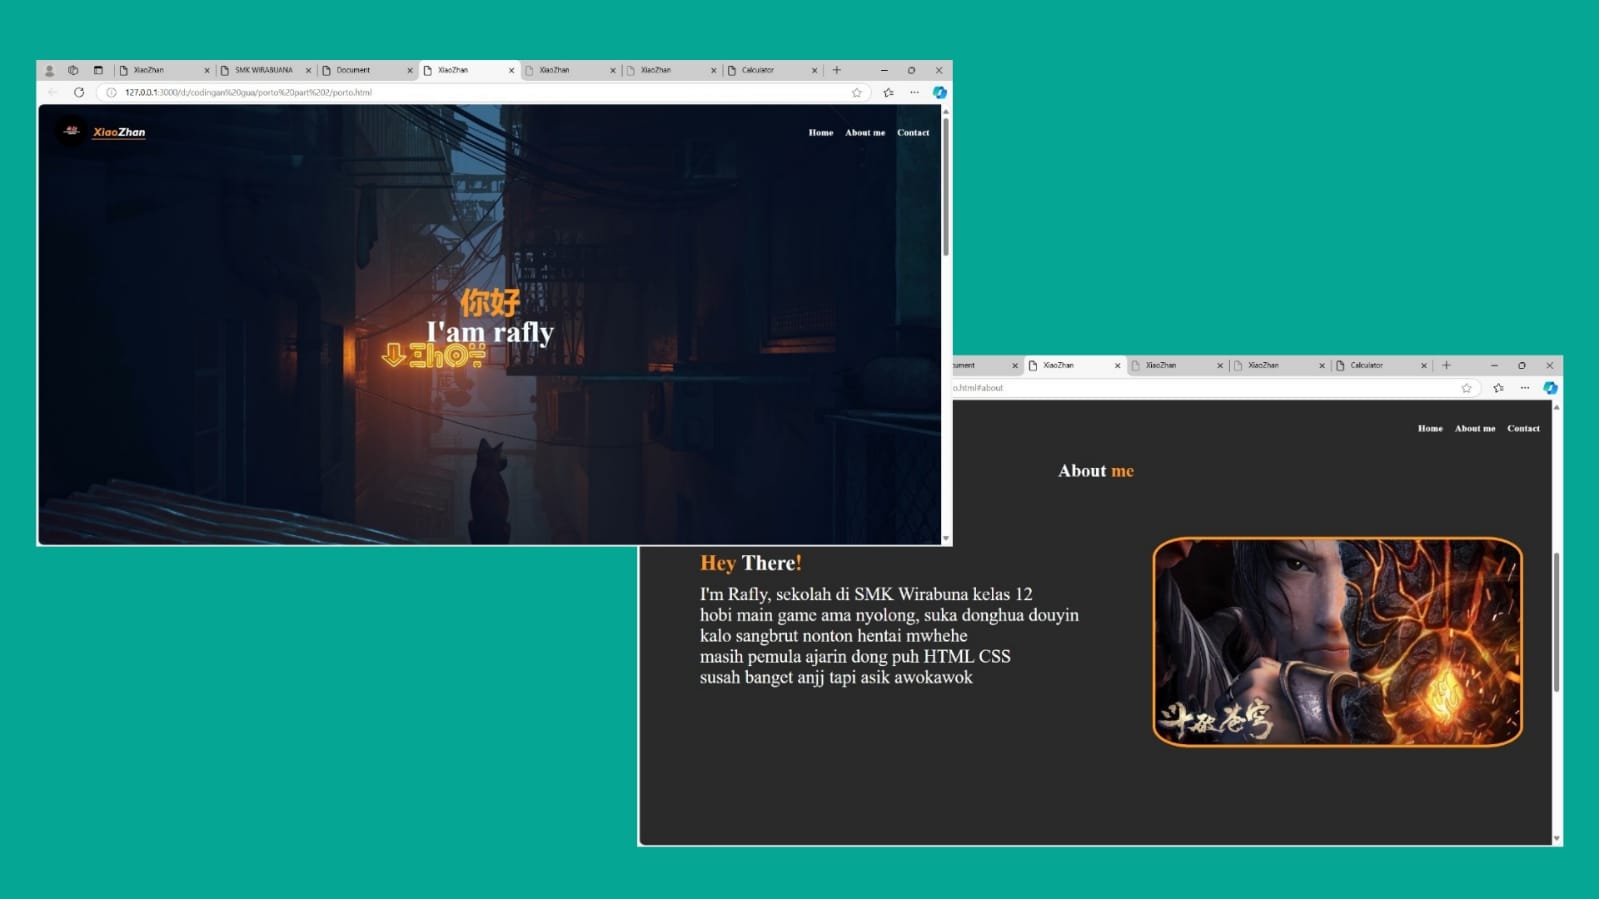 XiaoZhan
SMK WIRABUANA
Document
XiaoZhan
XiaoZhan
XiaoZhan
Calculator
127.0.0.1:3000/d:/codingan%20gua/porto%20part%202/porto.html
XiaoZhan
Home About me Contact
你好
I'am rafly
ument
XiaoZhan
XiaoZhan
XiaoZhan
Calculator
o.html#about
Home About me Contact
About me
Hey There!
I'm Rafly, sekolah di SMK Wirabuna kelas 12
hobi main game ama nyolong, suka donghua douyin
kalo sangbrut nonton hentai mwhehe
masih pemula ajarin dong puh HTML CSS
susah banget anjj tapi asik awokawok
斗破苍穹